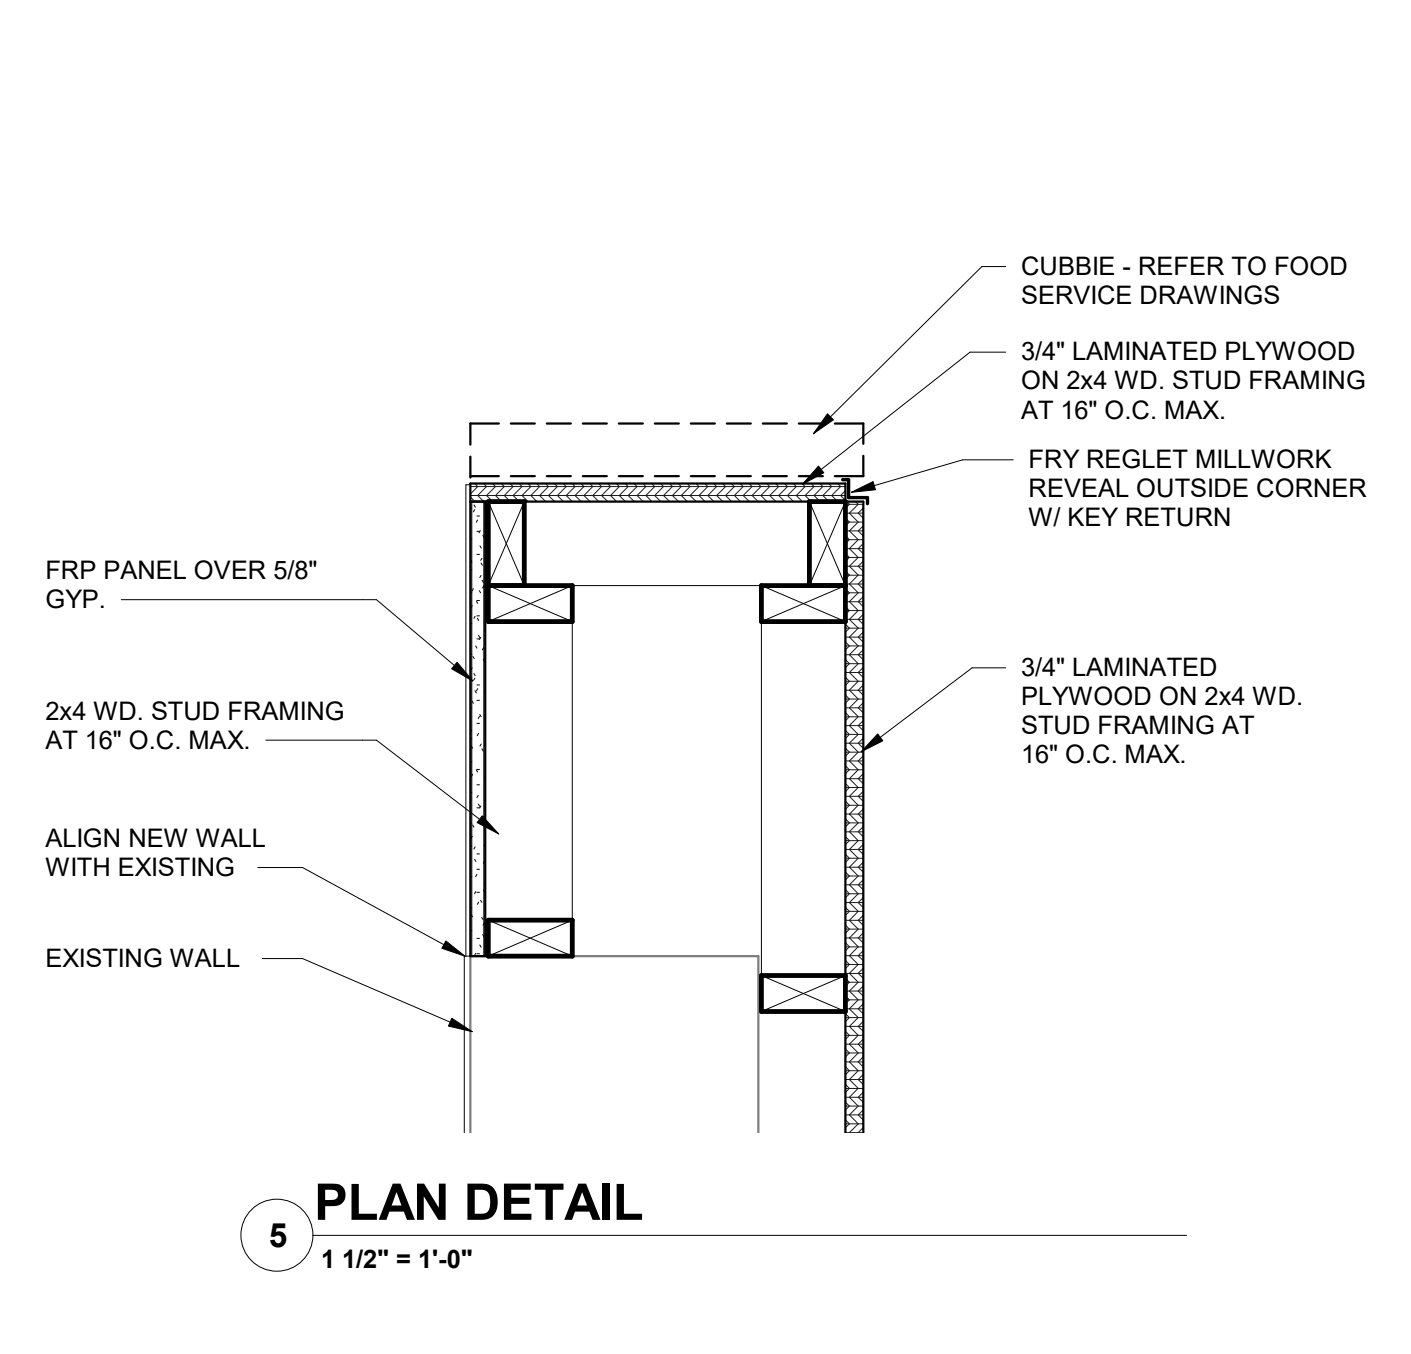 CUBBIE - REFER TO FOOD
SERVICE DRAWINGS
3/4" LAMINATED PLYWOOD
ON 2x4 WD. STUD FRAMING
AT 16" O.C. MAX.
FRY REGLET MILLWORK
REVEAL OUTSIDE CORNER
W/ KEY RETURN
FRP PANEL OVER 5/8"
GYP.
3/4" LAMINATED
PLYWOOD ON 2x4 WD.
STUD FRAMING AT
16" O.C. MAX.
2x4 WD. STUD FRAMING
AT 16" O.C. MAX.
ALIGN NEW WALL
WITH EXISTING
EXISTING WALL
PLAN DETAIL
5
1 1/2" = 1'-0"